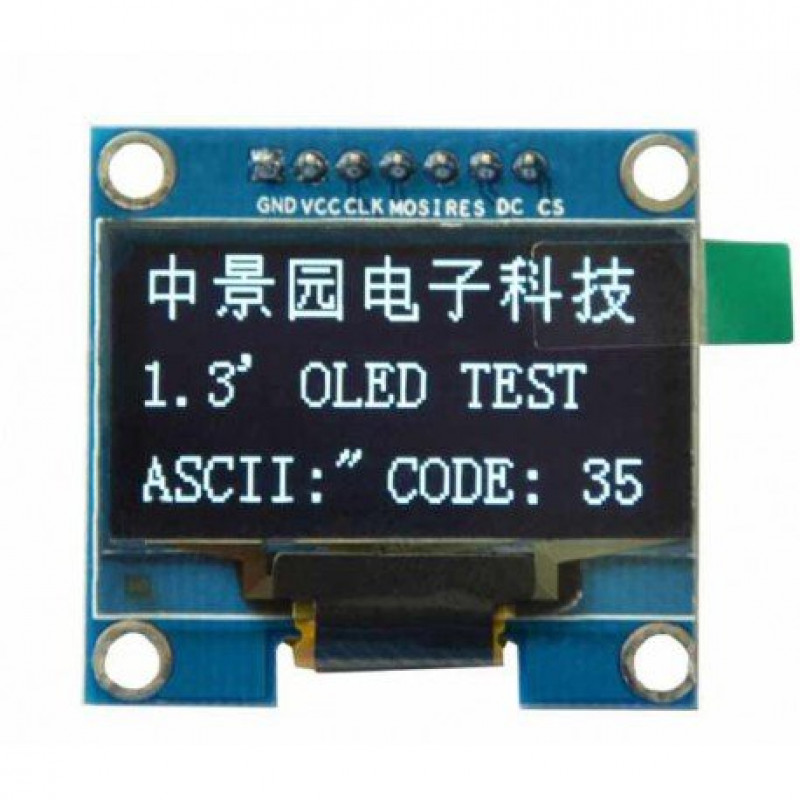 GND VCC CLK MOSI RES DC CS
中景园电子科技
1.3' OLED TEST
ASCII:" CODE: 35